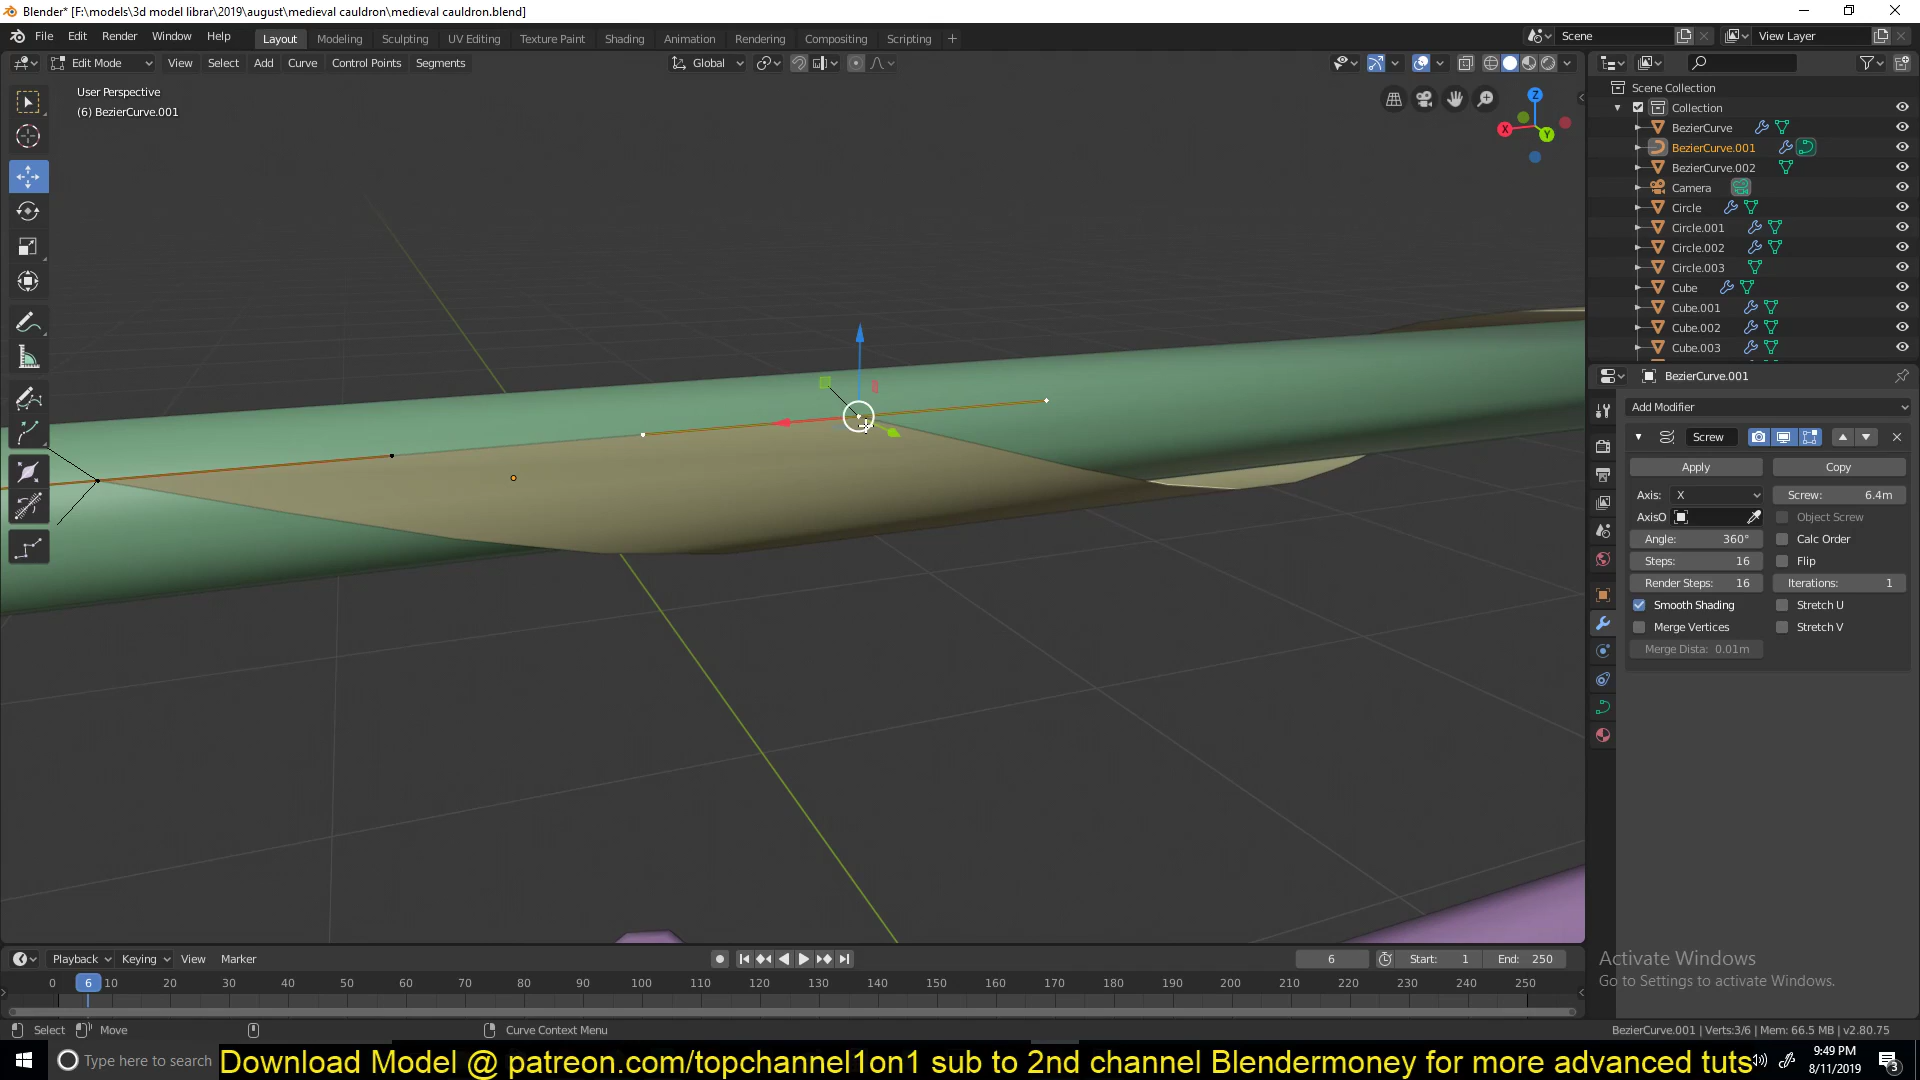 Blender* [F:\models\3d model librar\2019\august\medieval cauldron\medieval cauldron.blend]
File Edit Render Window Help Layout Modeling Sculpting UV Editing Texture Paint Shading Animation Rendering Compositing Scripting + Scene View Layer
Edit Mode View Select Add Curve Control Points Segments Global
User Perspective
(6) BezierCurve.001
Z
X
Y
Scene Collection
Collection
BezierCurve
BezierCurve.001
BezierCurve.002
Camera
Circle
Circle.001
Circle.002
Circle.003
Cube
Cube.001
Cube.002
Cube.003
BezierCurve.001
Add Modifier
Screw
Apply Copy
Axis: X Screw: 6.4m
AxisO Object Screw
Angle: 360° Calc Order
Steps: 16 Flip
Render Steps: 16 Iterations: 1
Smooth Shading Stretch U
Merge Vertices Stretch V
Merge Dista: 0.01m
Playback Keying View Marker 6 Start: 1 End: 250
0 6 10 20 30 40 50 60 70 80 90 100 110 120 130 140 150 160 170 180 190 200 210 220 230 240 250
Activate Windows
Go to Settings to activate Windows.
Select Move Curve Context Menu BezierCurve.001 | Verts:3/6 | Mem: 66.5 MB | v2.80.75
Type here to search
Download Model @ patreon.com/topchannel1on1 sub to 2nd channel Blendermoney for more advanced tuts
9:49 PM
8/11/2019
3